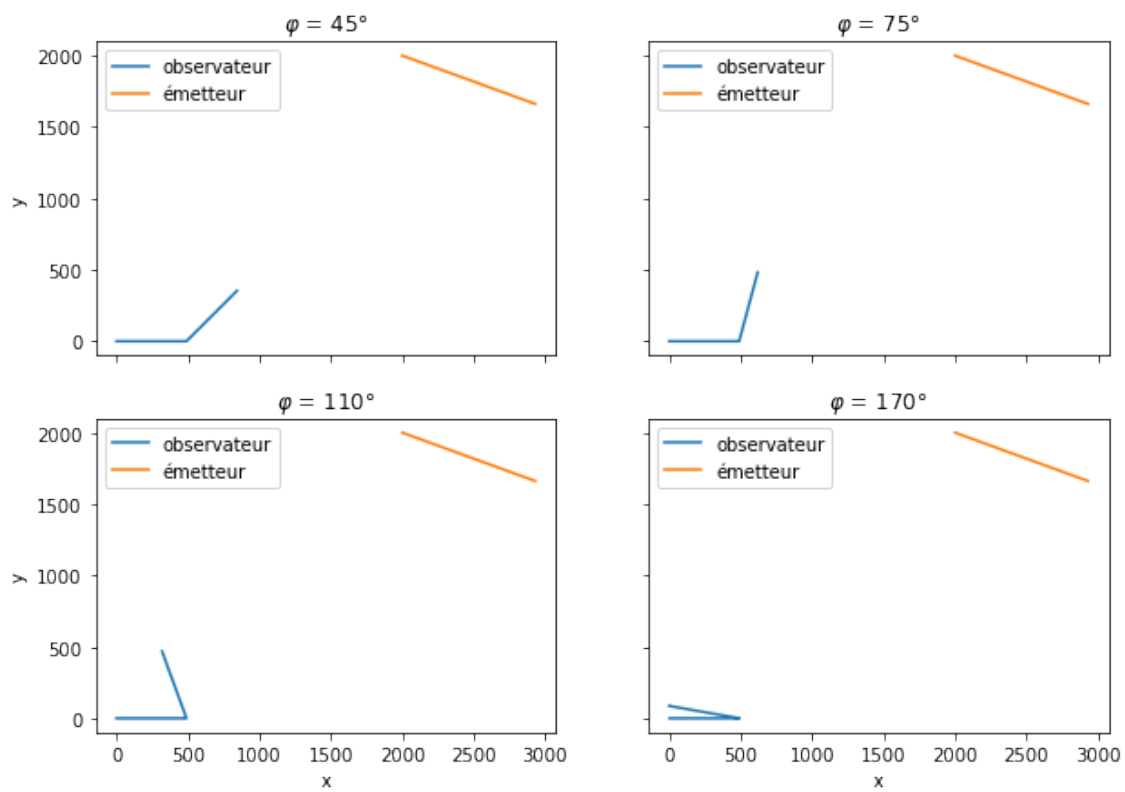 φ = 45°
φ = 75°
2000
observateur
émetteur
observateur
émetteur
1500
1000
y
500
0
φ = 110°
φ = 170°
2000
observateur
émetteur
observateur
émetteur
1500
1000
y
500
0
0 500 1000 1500 2000 2500 3000
0 500 1000 1500 2000 2500 3000
x
x